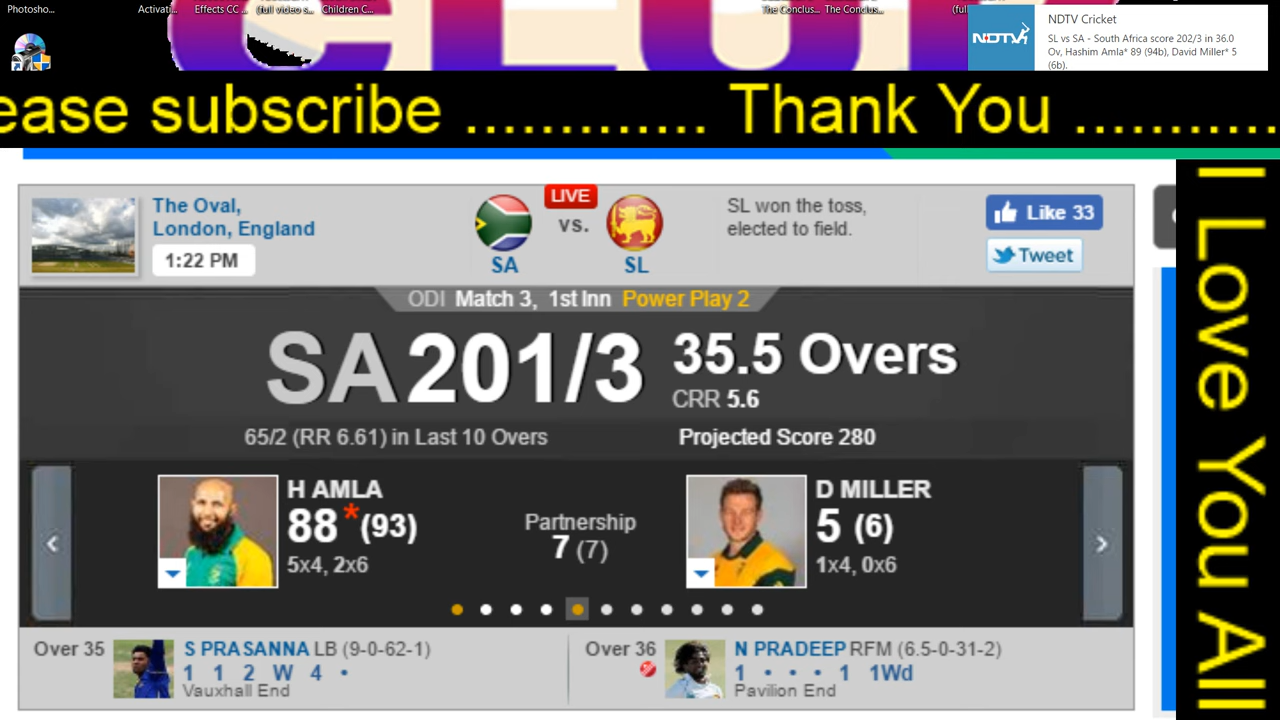 Photosho...
Activati...
Effects CC ...
(full video s...
Children C...
The Conclus...
The Conclus...
(ful
NDTV
NDTV Cricket
SL vs SA - South Africa score 202/3 in 36.0
Ov, Hashim Amla* 89 (94b), David Miller* 5
(6b).
ease subscribe ............. Thank You ...........
I Love You All
The Oval,
London, England
1:22 PM
LIVE
SA vs. SL
SL won the toss,
elected to field.
Like 33
Tweet
ODI Match 3, 1st Inn Power Play 2
SA 201/3
35.5 Overs
CRR 5.6
65/2 (RR 6.61) in Last 10 Overs
Projected Score 280
H AMLA
88*(93)
5x4, 2x6
Partnership
7 (7)
D MILLER
5 (6)
1x4, 0x6
Over 35
S PRASANNA LB (9-0-62-1)
1 1 2 W 4 •
Vauxhall End
Over 36
N PRADEEP RFM (6.5-0-31-2)
1 • • • 1 1Wd
Pavilion End